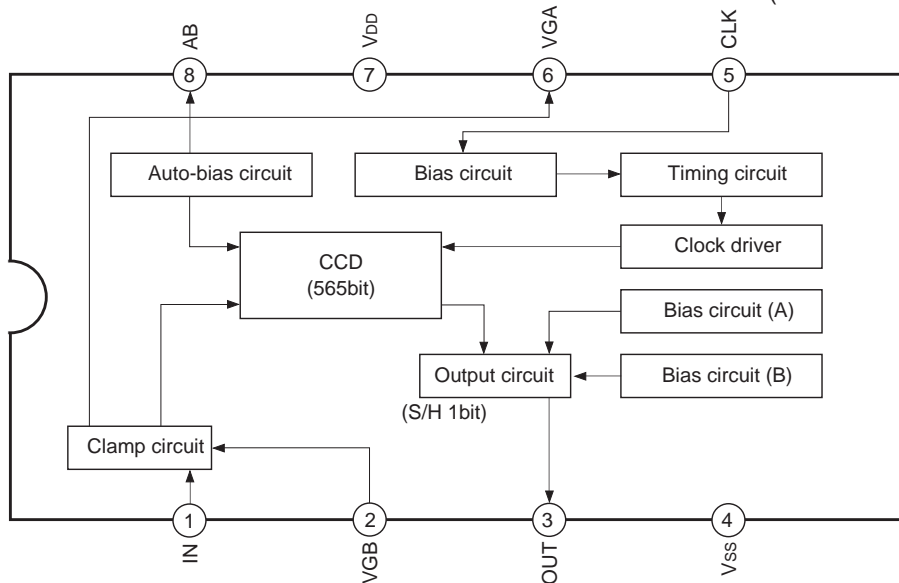 (
AB
VDD
VGA
CLK
8
7
6
5
Auto-bias circuit
Bias circuit
Timing circuit
CCD
(565bit)
Clock driver
Bias circuit (A)
Output circuit
Bias circuit (B)
(S/H 1bit)
Clamp circuit
1
2
3
4
IN
VGB
OUT
VSS